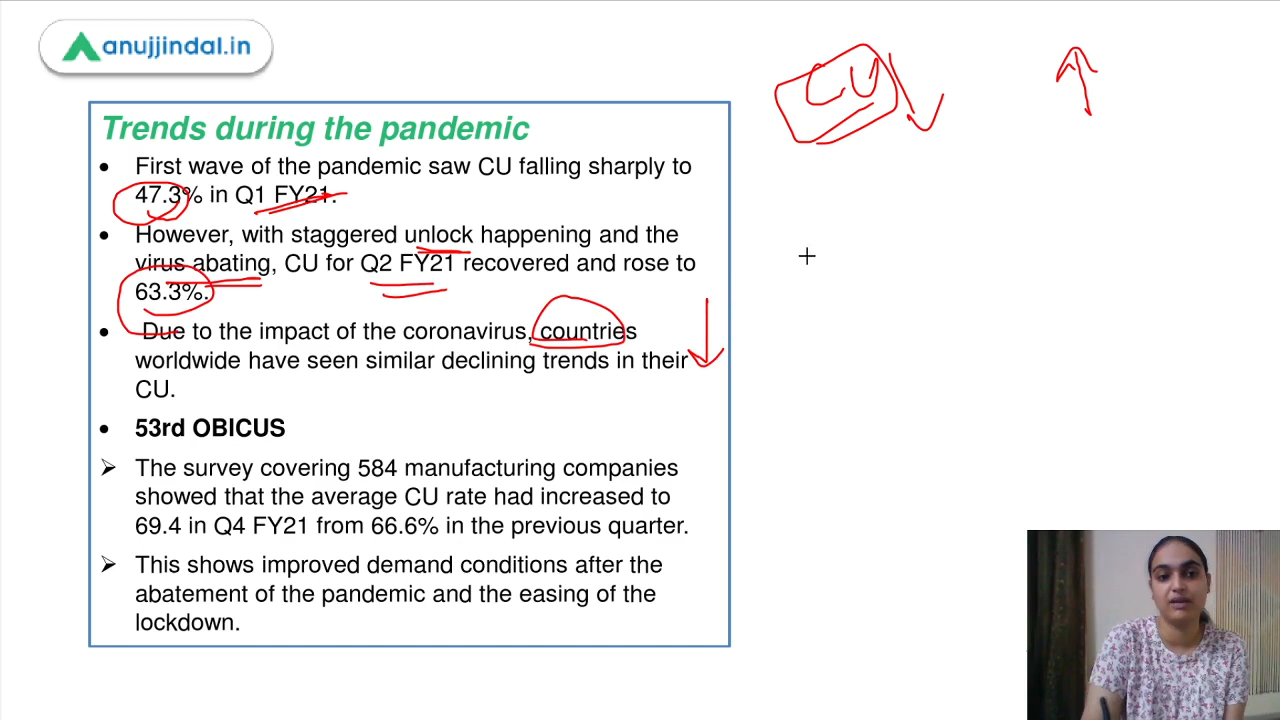 anujjindal.in
CU
Trends during the pandemic
• First wave of the pandemic saw CU falling sharply to
47.3% in Q1 FY21.
• However, with staggered unlock happening and the
virus abating, CU for Q2 FY21 recovered and rose to
63.3%.
• Due to the impact of the coronavirus, countries
worldwide have seen similar declining trends in their
CU.
• 53rd OBICUS
➢ The survey covering 584 manufacturing companies
showed that the average CU rate had increased to
69.4 in Q4 FY21 from 66.6% in the previous quarter.
➢ This shows improved demand conditions after the
abatement of the pandemic and the easing of the
lockdown.